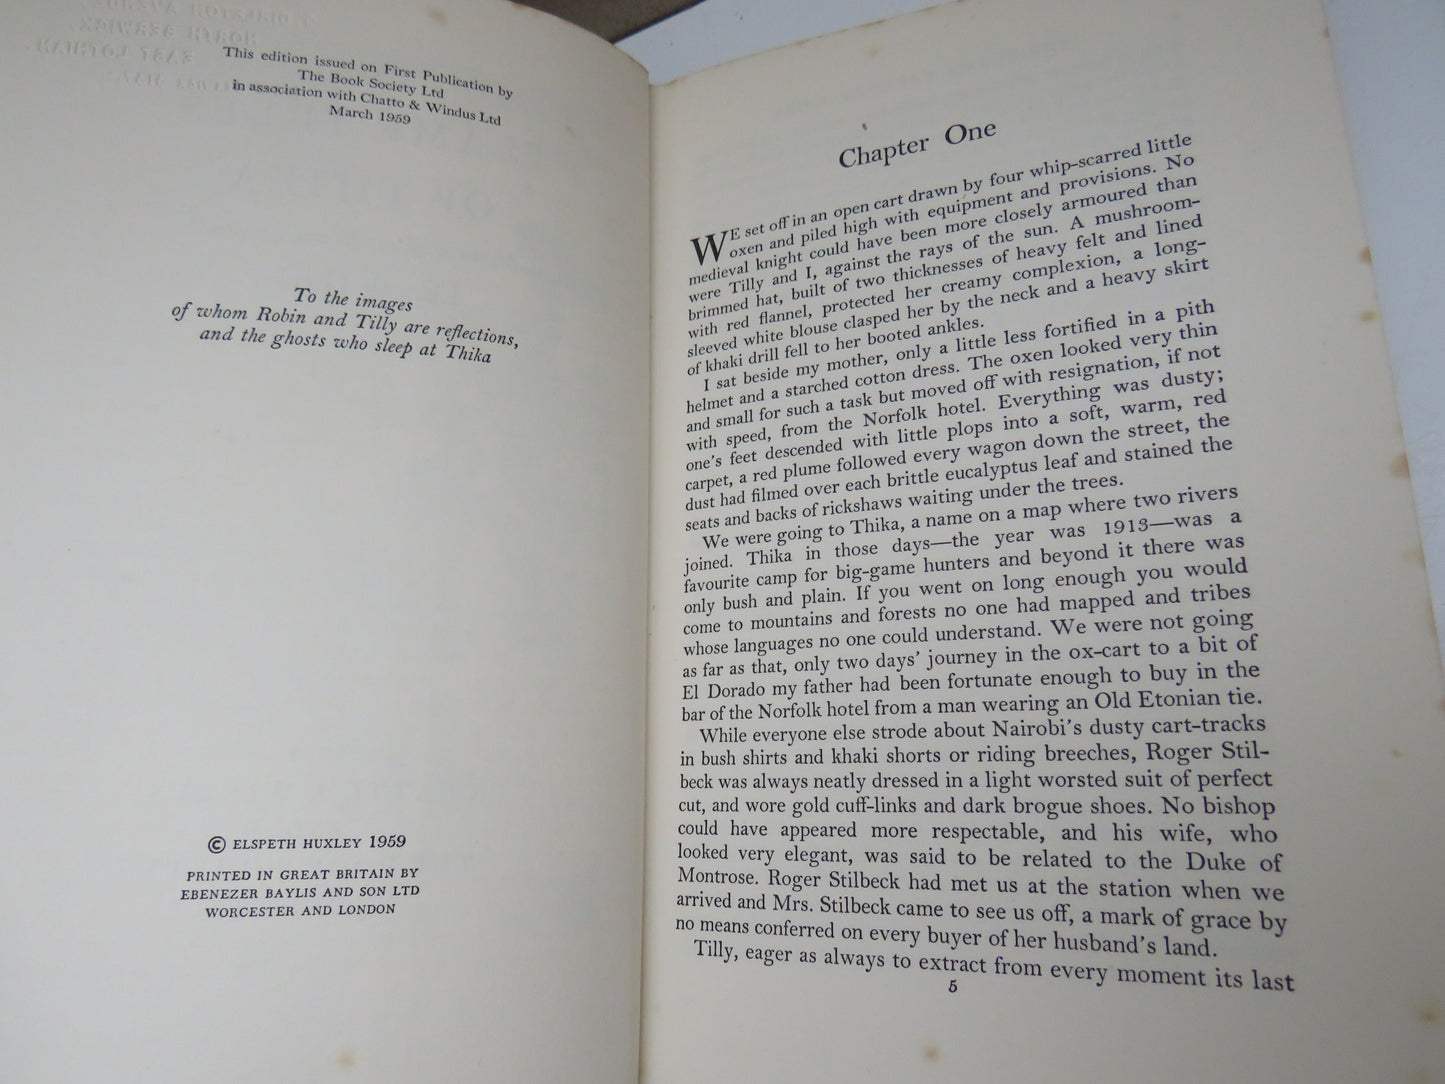 This edition issued on First Publication by
The Book Society Ltd
in association with Chatto & Windus Ltd
March 1959
To the images
of whom Robin and Tilly are reflections,
and the ghosts who sleep at Thika
© ELSPETH HUXLEY 1959
PRINTED IN GREAT BRITAIN BY
EBENEZER BAYLIS AND SON LTD
WORCESTER AND LONDON
Chapter One
WE set off in an open cart drawn by four whip-scarred little
oxen and piled high with equipment and provisions. No
medieval knight could have been more closely armoured than
were Tilly and I, against the rays of the sun. A mushroom-
brimmed hat, built of two thicknesses of heavy felt and lined
with red flannel, protected her creamy complexion, a long-
sleeved white blouse clasped her by the neck and a heavy skirt
of khaki drill fell to her booted ankles.
I sat beside my mother, only a little less fortified in a pith
helmet and a starched cotton dress. The oxen looked very thin
and small for such a task but moved off with resignation, if not
with speed, from the Norfolk hotel. Everything was dusty;
one's feet descended with little plops into a soft, warm, red
carpet, a red plume followed every wagon down the street, the
dust had filmed over each brittle eucalyptus leaf and stained the
seats and backs of rickshaws waiting under the trees.
We were going to Thika, a name on a map where two rivers
joined. Thika in those days—the year was 1913—was a
favourite camp for big-game hunters and beyond it there was
only bush and plain. If you went on long enough you would
come to mountains and forests no one had mapped and tribes
whose languages no one could understand. We were not going
as far as that, only two days' journey in the ox-cart to a bit of
El Dorado my father had been fortunate enough to buy in the
bar of the Norfolk hotel from a man wearing an Old Etonian tie.
While everyone else strode about Nairobi's dusty cart-tracks
in bush shirts and khaki shorts or riding breeches, Roger Stil-
beck was always neatly dressed in a light worsted suit of perfect
cut, and wore gold cuff-links and dark brogue shoes. No bishop
could have appeared more respectable, and his wife, who
looked very elegant, was said to be related to the Duke of
Montrose. Roger Stilbeck had met us at the station when we
arrived and Mrs. Stilbeck came to see us off, a mark of grace by
no means conferred on every buyer of her husband's land.
Tilly, eager as always to extract from every moment its last
5